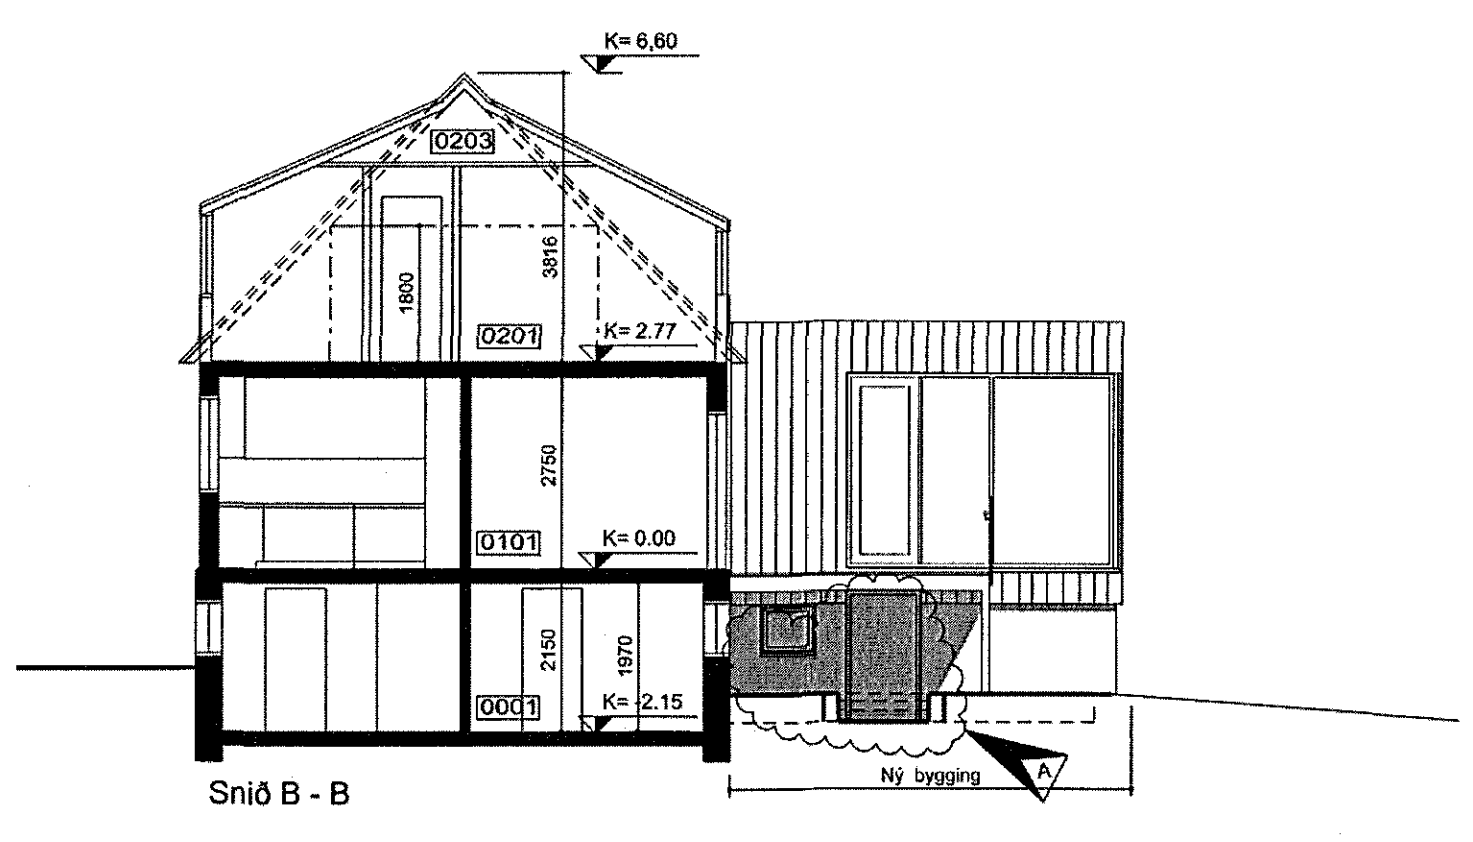 K= 6,60
0203
3816
1800
0201
K= 2.77
2750
0101
K= 0.00
2150
1970
0001
K= -2.15
Ný bygging
A
Snið B - B